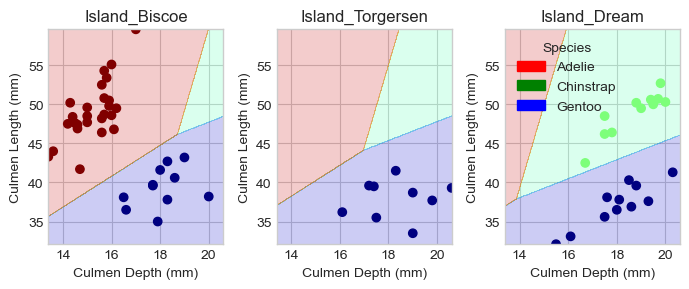 Island_Biscoe
Island_Torgersen
Island_Dream
Culmen Length (mm)
55
50
45
40
35
14
16
18
20
Culmen Depth (mm)
Culmen Length (mm)
55
50
45
40
35
14
16
18
20
Culmen Depth (mm)
Culmen Length (mm)
55
50
45
40
35
14
16
18
20
Culmen Depth (mm)
Species
Adelie
Chinstrap
Gentoo